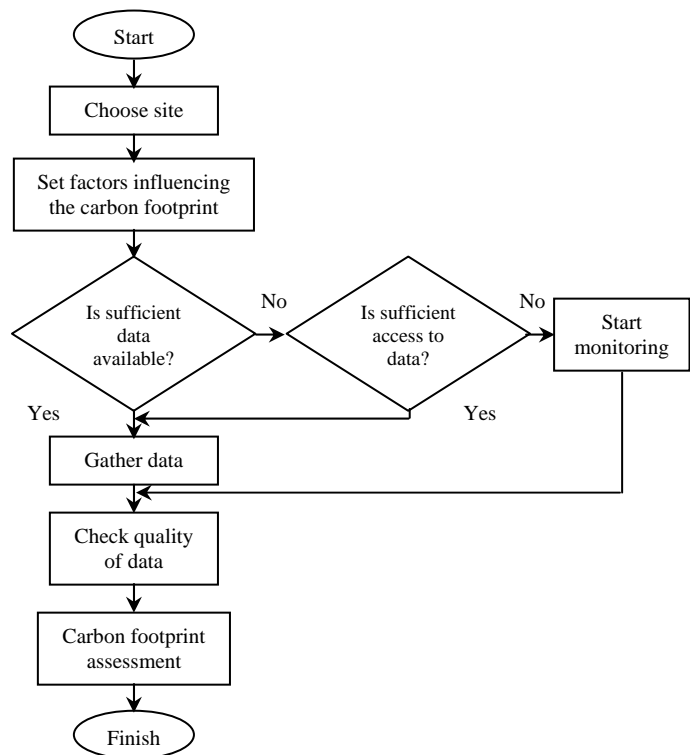 Start
Choose site
Set factors influencing
the carbon footprint
Is sufficient
data
available?
No
Is sufficient
access to
data?
No
Start
monitoring
Yes
Yes
Gather data
Check quality
of data
Carbon footprint
assessment
Finish